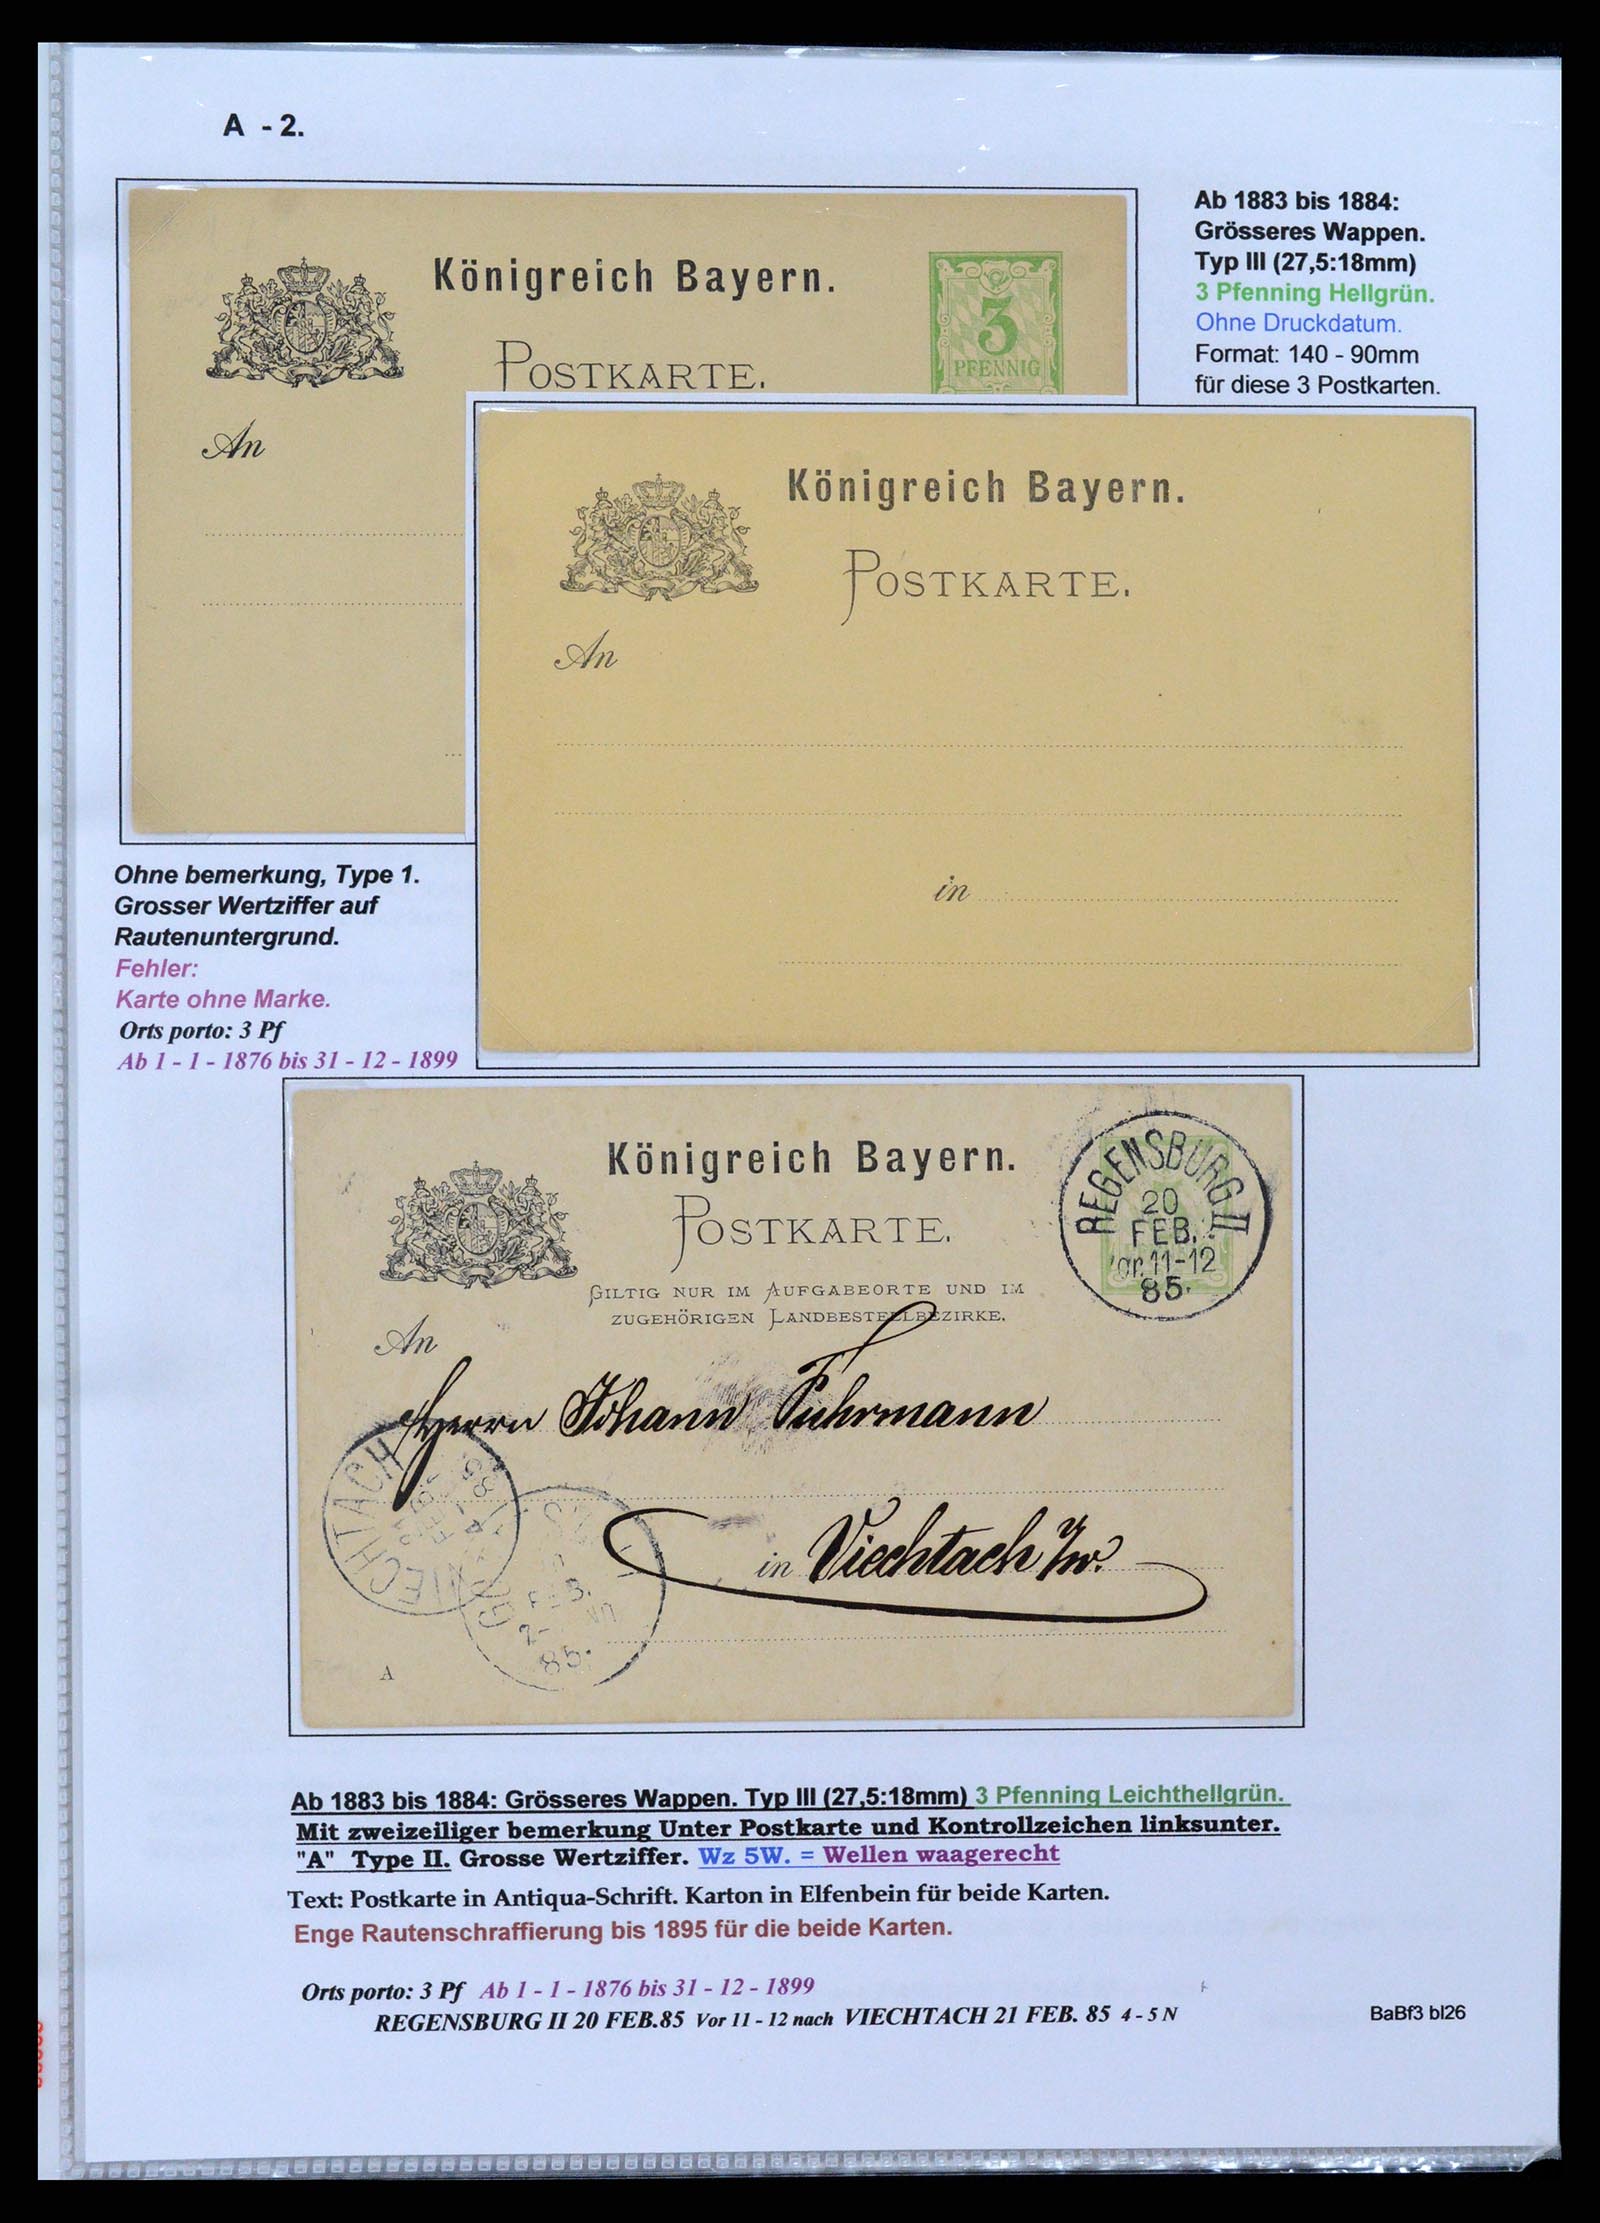 A - 2.
Königreich Bayern.
POSTKARTE.
3
PFENNIG
An
Ab 1883 bis 1884:
Grösseres Wappen.
Typ III (27,5:18mm)
3 Pfenning Hellgrün.
Ohne Druckdatum.
Format: 140 - 90mm
für diese 3 Postkarten.
Königreich Bayern.
POSTKARTE.
An
in
Ohne bemerkung, Type 1.
Grosser Wertziffer auf
Rautenuntergrund.
Fehler:
Karte ohne Marke.
Orts porto: 3 Pf
Ab 1 - 1 - 1876 bis 31 - 12 - 1899
Königreich Bayern.
POSTKARTE.
GILTIG NUR IM AUFGABEORTE UND IM
ZUGEHÖRIGEN LANDBESTELLBEZIRKE.
REGENSBURG II
20
FEB.
Vor. 11-12
85.
An
Herrn Johann Fuhrmann
in Viechtach
VIECHTACH
FEB.
85.
A
Ab 1883 bis 1884: Grösseres Wappen. Typ III (27,5:18mm) 3 Pfenning Leichthellgrün.
Mit zweizeiliger bemerkung Unter Postkarte und Kontrollzeichen linksunter.
"A" Type II. Grosse Wertziffer. Wz 5W. = Wellen waagerecht
Text: Postkarte in Antiqua-Schrift. Karton in Elfenbein für beide Karten.
Enge Rautenschraffierung bis 1895 für die beide Karten.
Orts porto: 3 Pf Ab 1 - 1 - 1876 bis 31 - 12 - 1899
REGENSBURG II 20 FEB.85 Vor 11 - 12 nach VIECHTACH 21 FEB. 85 4 - 5 N
BaBf3 bl26